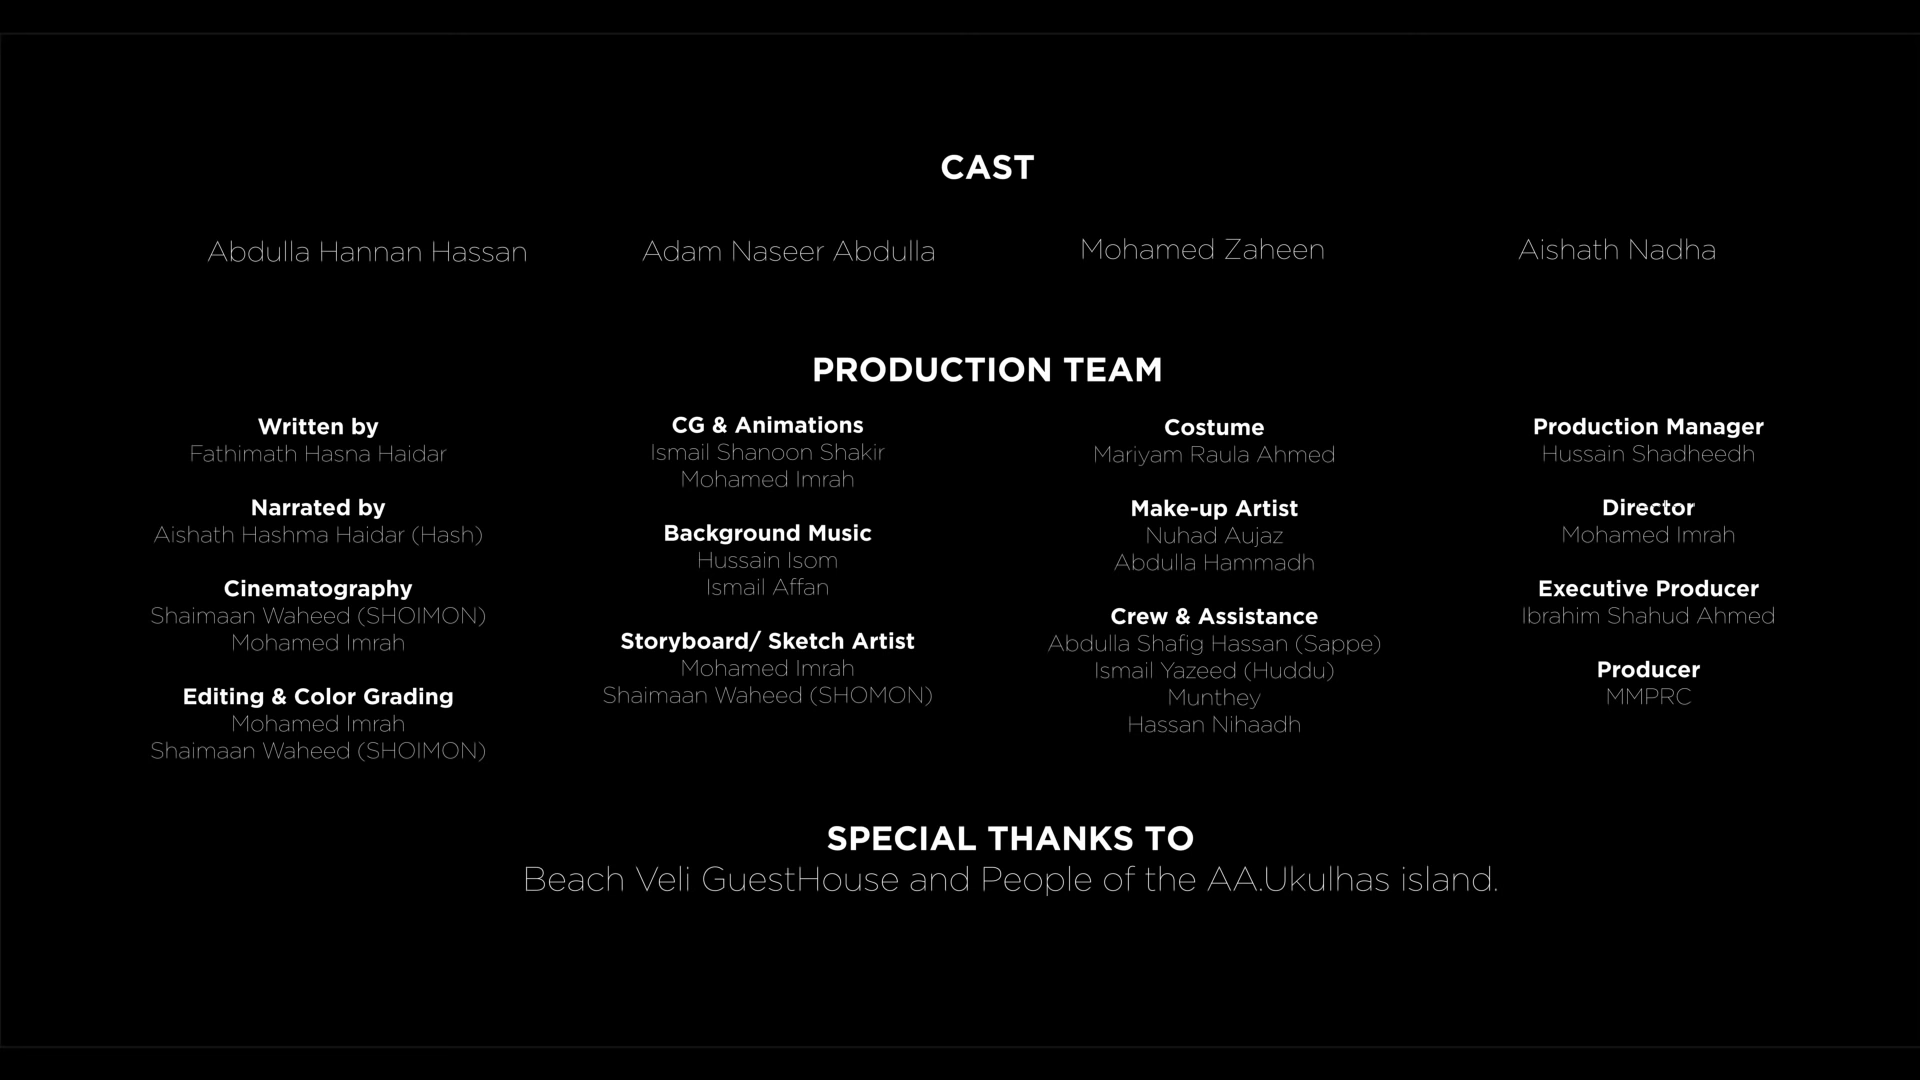 CAST
Abdulla Hannan Hassan
Adam Naseer Abdulla
Mohamed Zaheen
Aishath Nadha
PRODUCTION TEAM
Written by
Fathimath Hasna Haidar
Narrated by
Aishath Hashma Haidar (Hash)
Cinematography
Shaimaan Waheed (SHOIMON)
Mohamed Imrah
Editing & Color Grading
Mohamed Imrah
Shaimaan Waheed (SHOIMON)
CG & Animations
Ismail Shanoon Shakir
Mohamed Imrah
Background Music
Hussain Isom
Ismail Affan
Storyboard/ Sketch Artist
Mohamed Imrah
Shaimaan Waheed (SHOMON)
Costume
Mariyam Raula Ahmed
Make-up Artist
Nuhad Aujaz
Abdulla Hammadh
Crew & Assistance
Abdulla Shafig Hassan (Sappe)
Ismail Yazeed (Huddu)
Munthey
Hassan Nihaadh
Production Manager
Hussain Shadheedh
Director
Mohamed Imrah
Executive Producer
Ibrahim Shahud Ahmed
Producer
MMPRC
SPECIAL THANKS TO
Beach Veli GuestHouse and People of the AA.Ukulhas island.